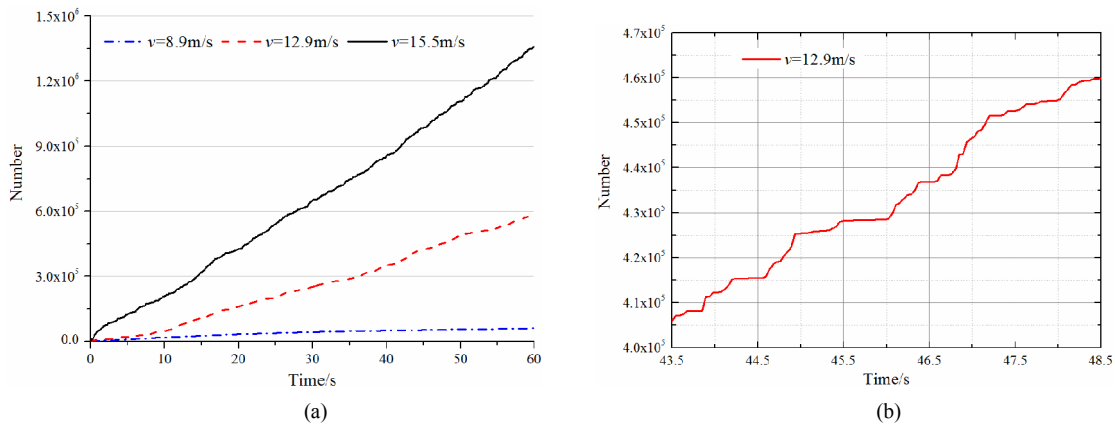 1.5x10⁶
v=8.9m/s v=12.9m/s v=15.5m/s
1.2x10⁶
9.0x10⁵
6.0x10⁵
3.0x10⁵
0.0
Number
0 10 20 30 40 50 60
Time/s
(a)
4.7x10⁵
v=12.9m/s
4.6x10⁵
4.5x10⁵
4.4x10⁵
4.3x10⁵
4.2x10⁵
4.1x10⁵
4.0x10⁵
Number
43.5 44.5 45.5 46.5 47.5 48.5
Time/s
(b)